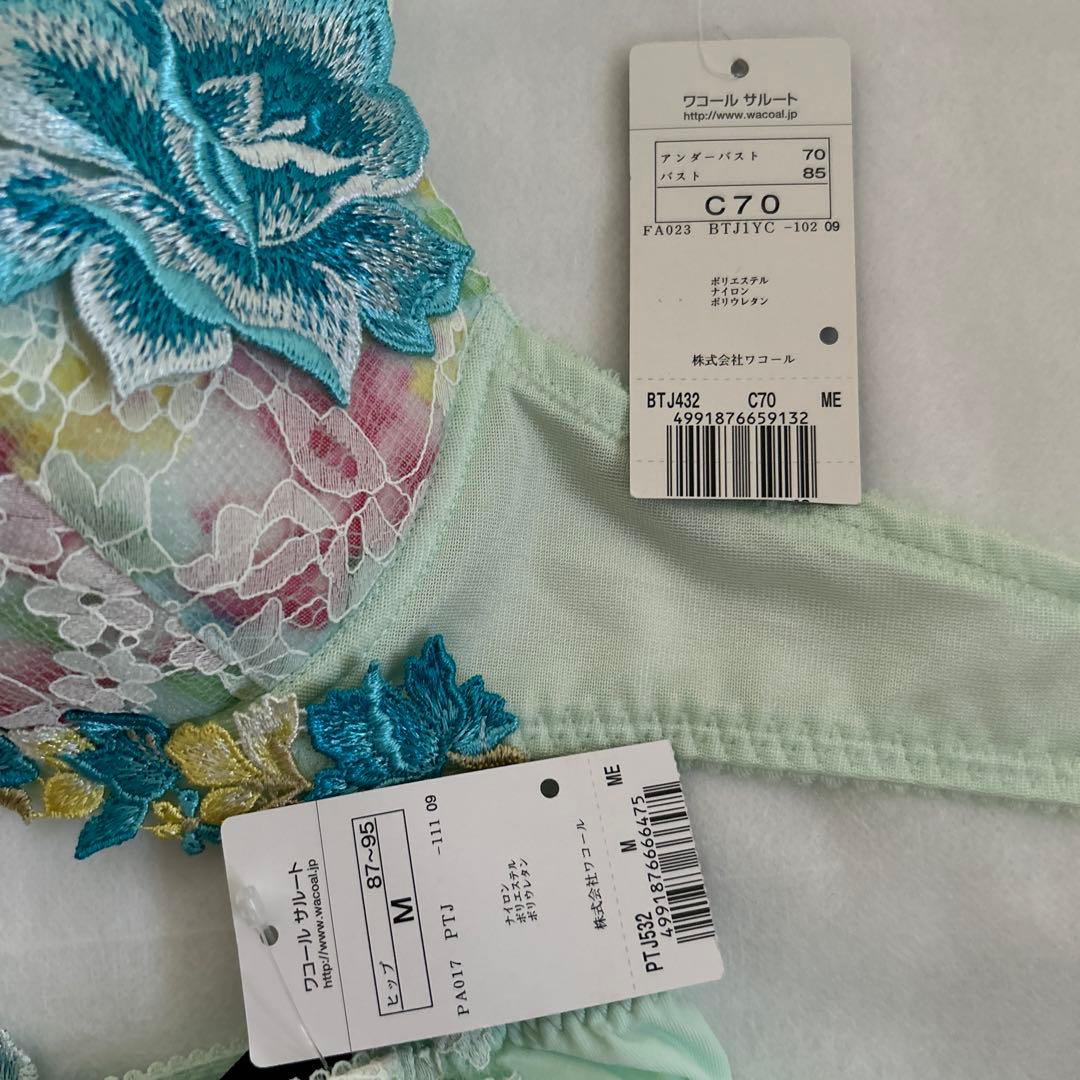 ワコール サルート
http://www.wacoal.jp
アンダーバスト 70
バスト 85
C70
FA023 BTJ1YC -102 09
ポリエステル
ナイロン
ポリウレタン
株式会社ワコール
BTJ432 C70 ME
4991876659132
ワコール サルート
http://www.wacoal.jp
ヒップ 87~95
M
PA017 PTJ -111 09
ナイロン
ポリエステル
ポリウレタン
株式会社ワコール
PTJ532 M ME
4991876666475